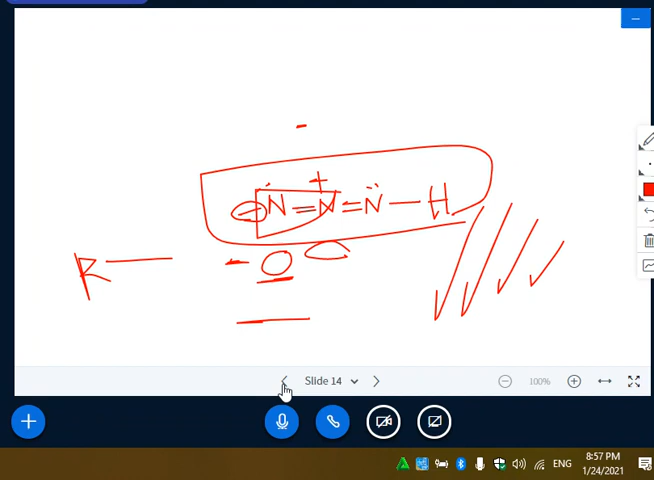 -
+
⊖ N̈ = N = N̈ — H
R —
- O
Slide 14
100%
ENG
8:57 PM
1/24/2021